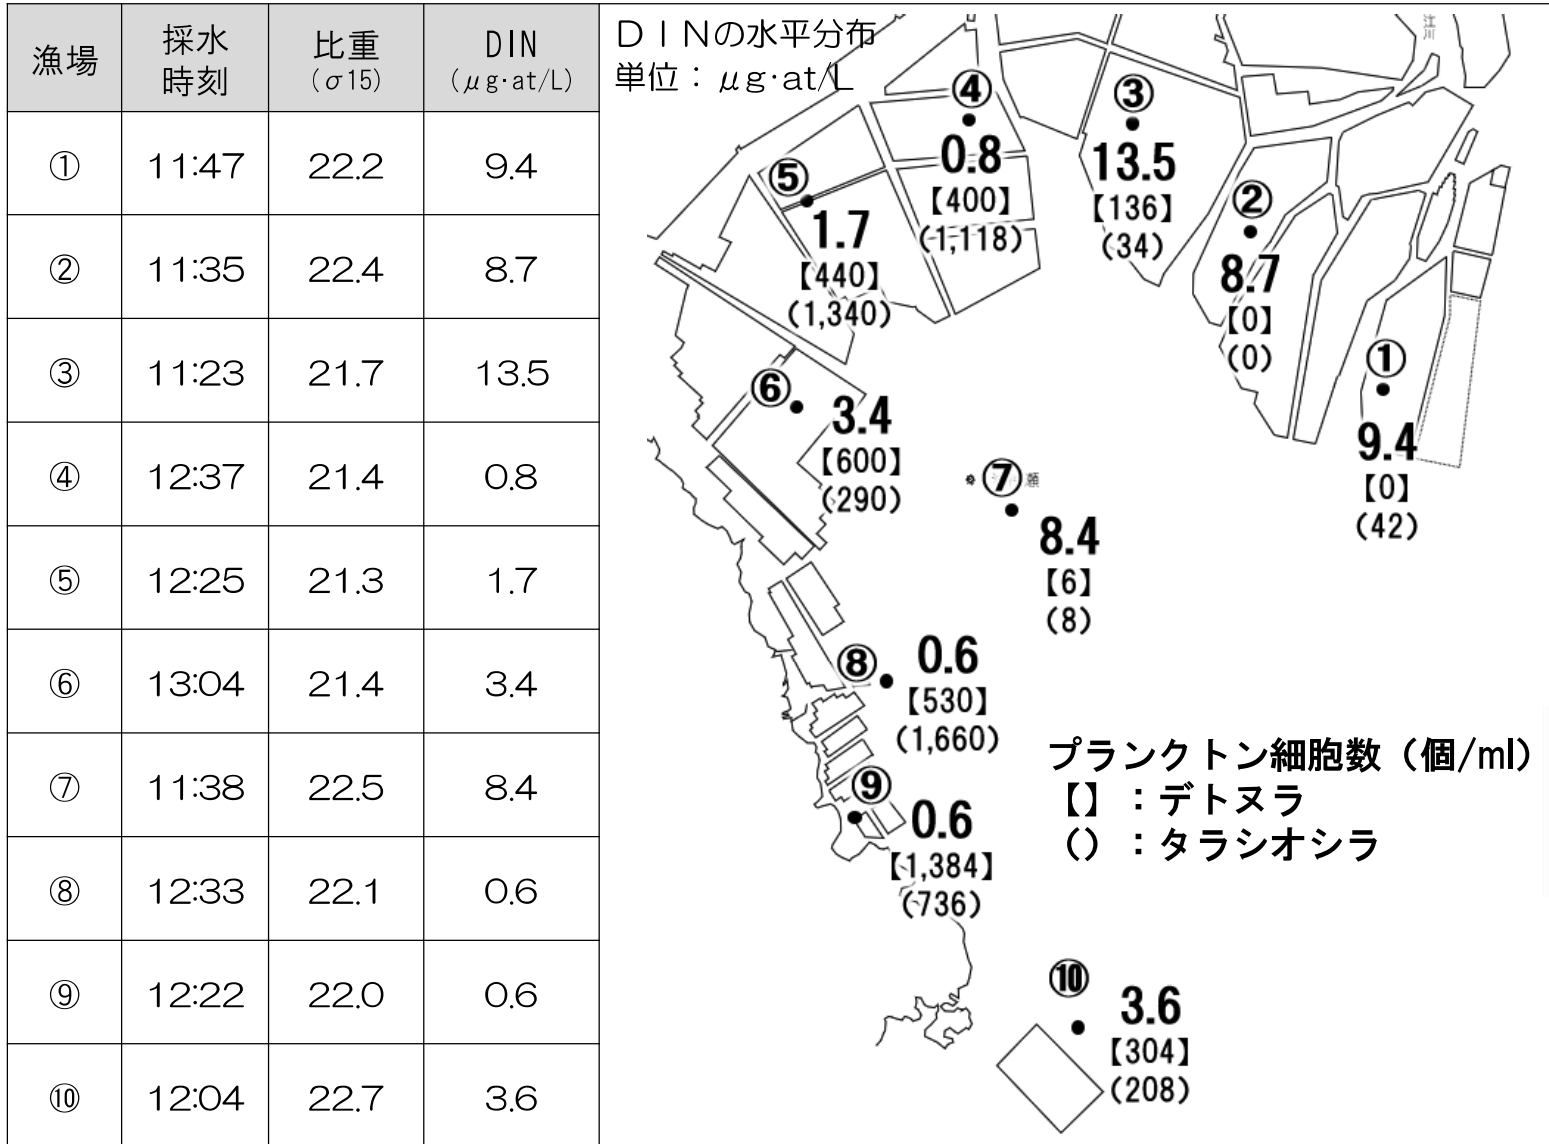 漁場 採水時刻 比重(σ15) DIN(μg·at/L)
① 11:47 22.2 9.4
② 11:35 22.4 8.7
③ 11:23 21.7 13.5
④ 12:37 21.4 0.8
⑤ 12:25 21.3 1.7
⑥ 13:04 21.4 3.4
⑦ 11:38 22.5 8.4
⑧ 12:33 22.1 0.6
⑨ 12:22 22.0 0.6
⑩ 12:04 22.7 3.6
DINの水平分布
単位：μg·at/L
江川
④
0.8
【400】
(1,118)
③
13.5
【136】
(34)
⑤
1.7
【440】
(1,340)
②
8.7
【0】
(0)
①
9.4
【0】
(42)
⑥
3.4
【600】
(290)
⑦
8.4
【6】
(8)
⑧
0.6
【530】
(1,660)
⑨
0.6
【1,384】
(736)
⑩
3.6
【304】
(208)
プランクトン細胞数（個/ml）
【】：デトヌラ
()：タラシオシラ